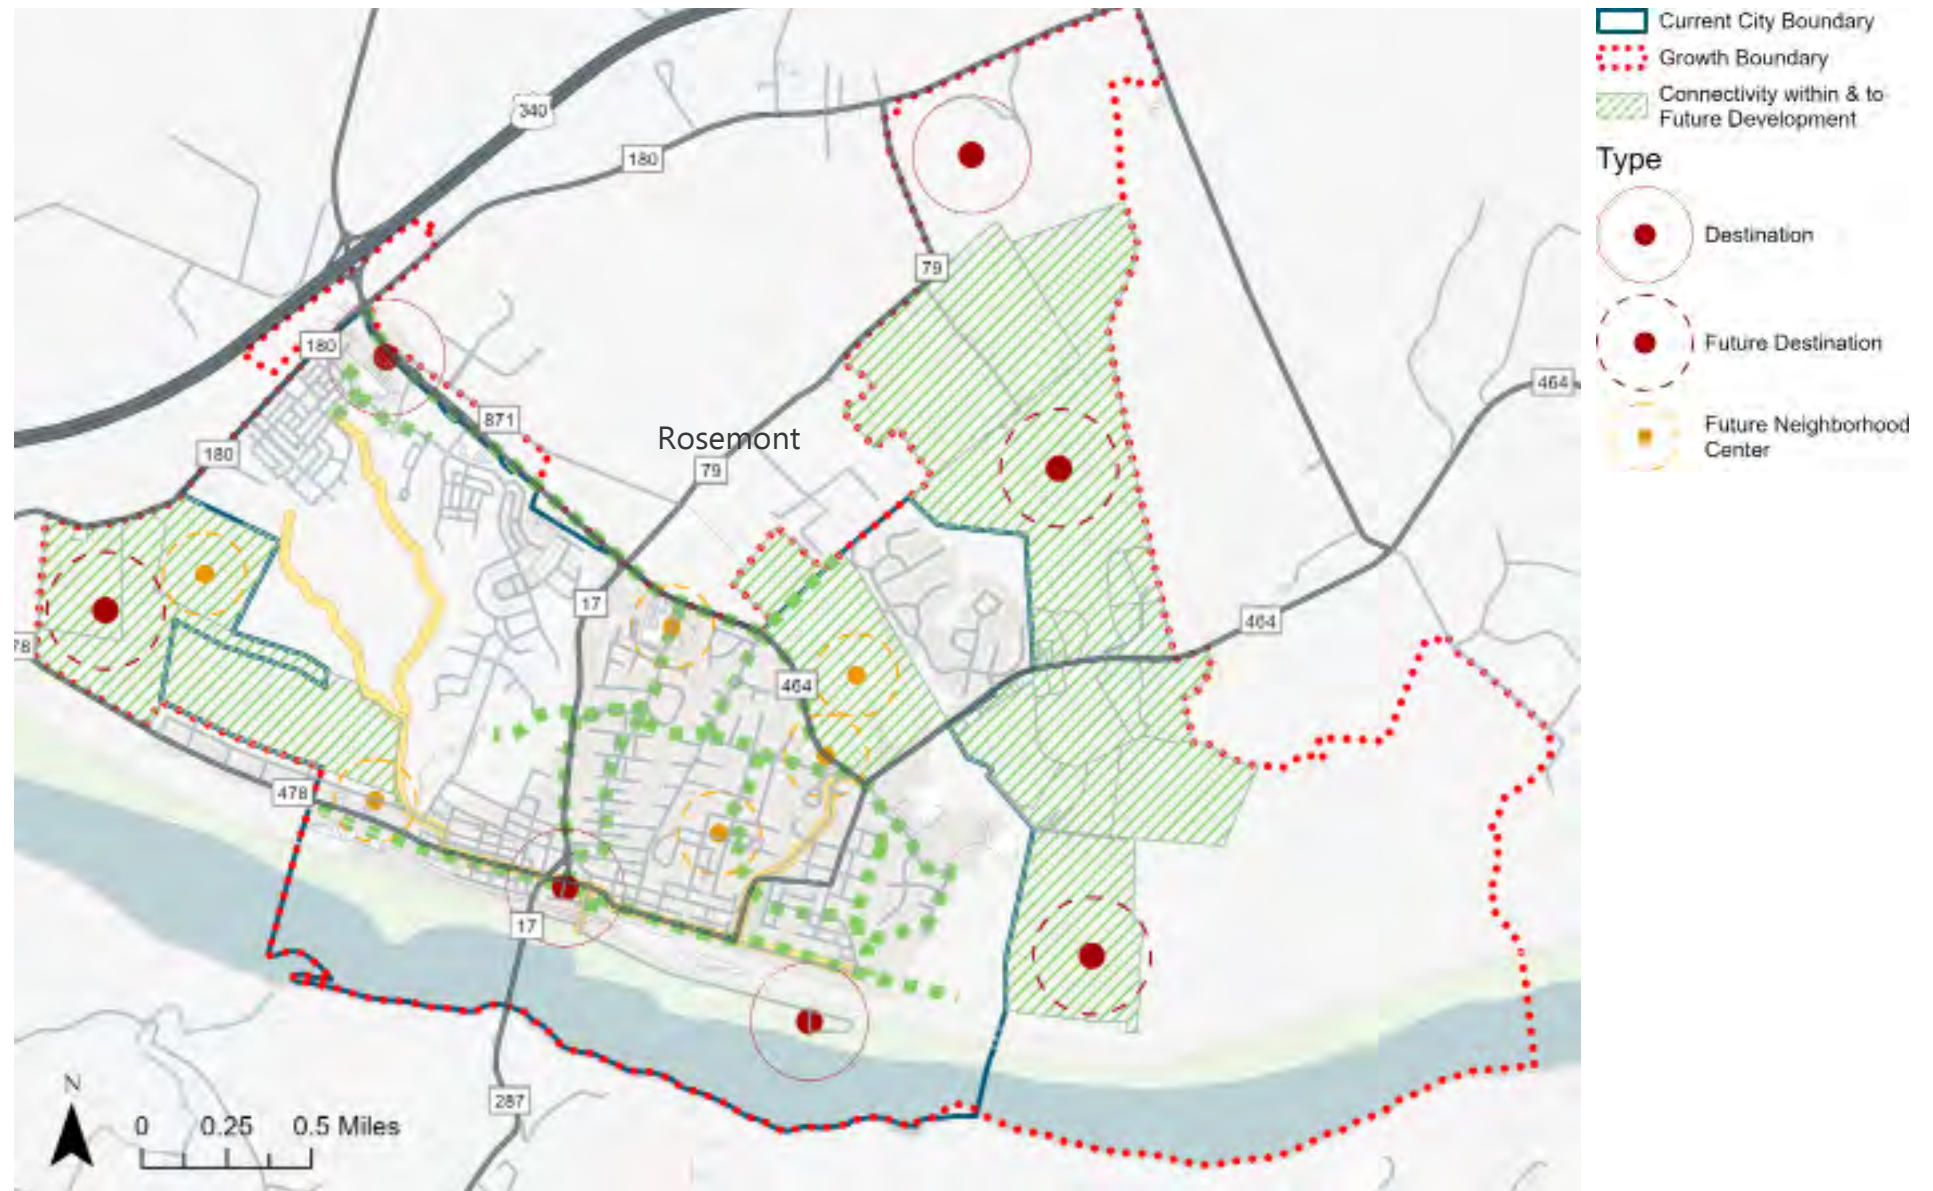 Current City Boundary
Growth Boundary
Connectivity within & to
Future Development
Type
Destination
Future Destination
Future Neighborhood
Center
340
180
79
180
464
871
Rosemont
180
79
17
464
78
464
478
17
287
N
0 0.25 0.5 Miles